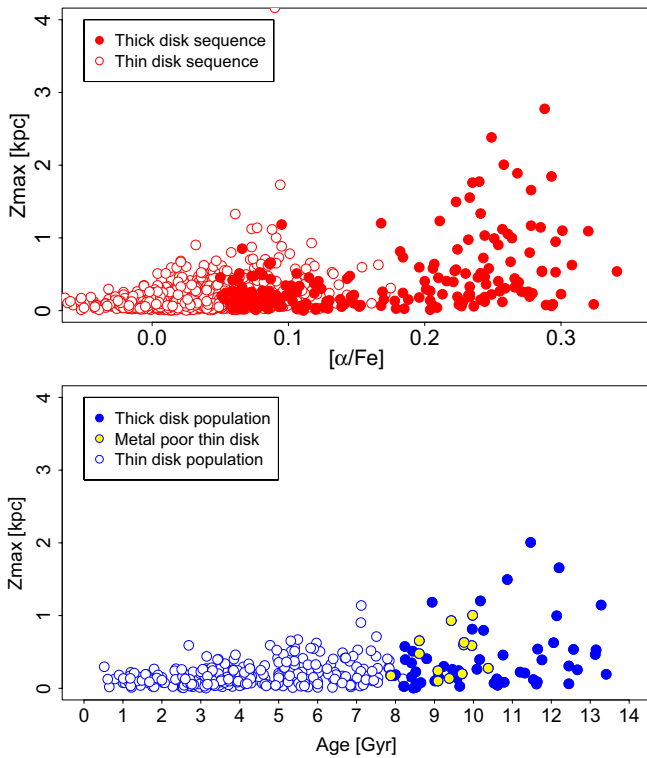 4
Thick disk sequence
Thin disk sequence
3
2
1
0
Zmax [kpc]
0.0 0.1 0.2 0.3
[α/Fe]
4
Thick disk population
Metal poor thin disk
Thin disk population
3
2
1
0
Zmax [kpc]
0 1 2 3 4 5 6 7 8 9 10 11 12 13 14
Age [Gyr]